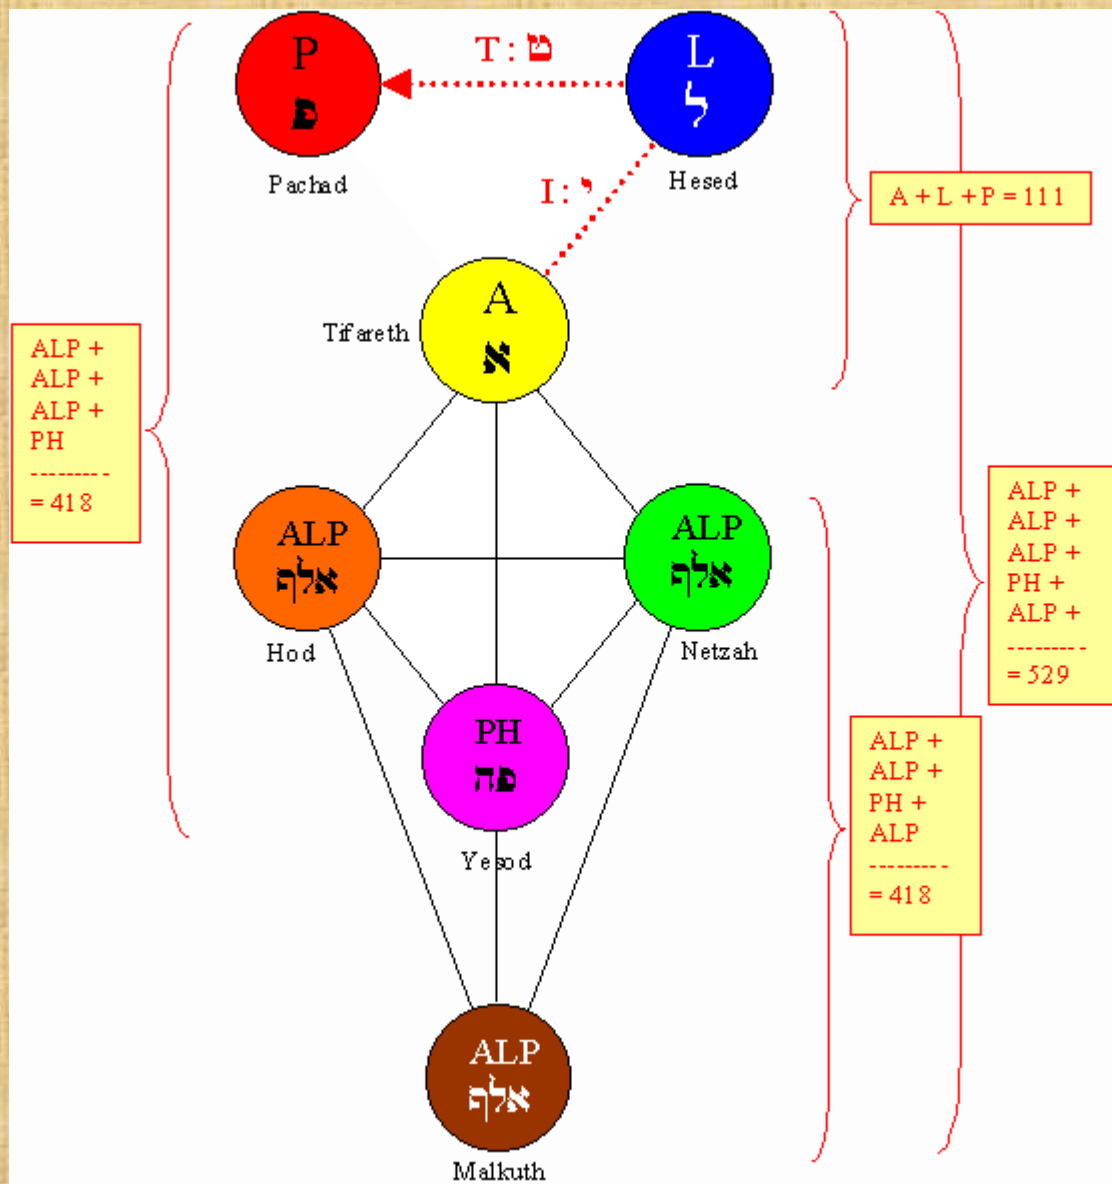 P
פ
T : ט
L
ל
Pachad
Hesed
I : י
A + L + P = 111
A
א
Tifareth
ALP +
ALP +
ALP +
PH
---------
= 418
ALP
אלף
Hod
ALP
אלף
Netzah
PH
פה
Yesod
ALP +
ALP +
ALP +
PH +
ALP +
---------
= 529
ALP +
ALP +
PH +
ALP
---------
= 418
ALP
אלף
Malkuth